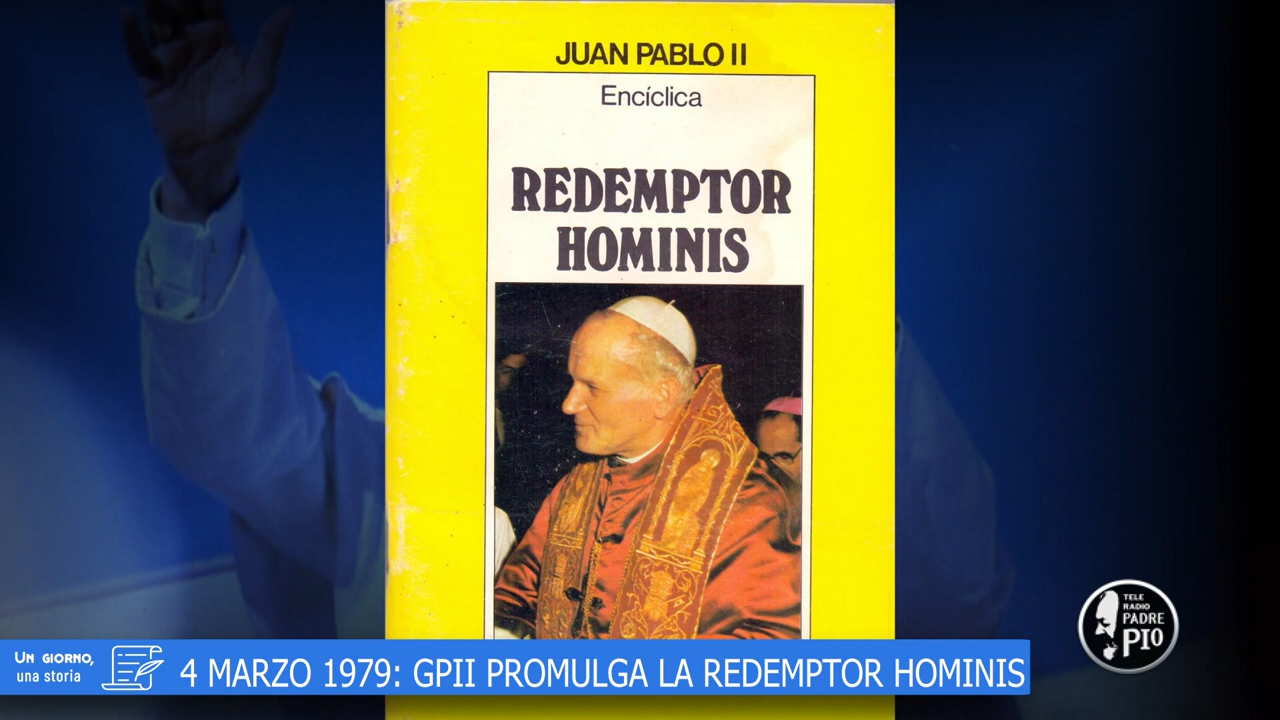 JUAN PABLO II
Encíclica
REDEMPTOR
HOMINIS
UN GIORNO,
una storia
4 MARZO 1979: GPII PROMULGA LA REDEMPTOR HOMINIS
TELE
RADIO
PADRE
PIO